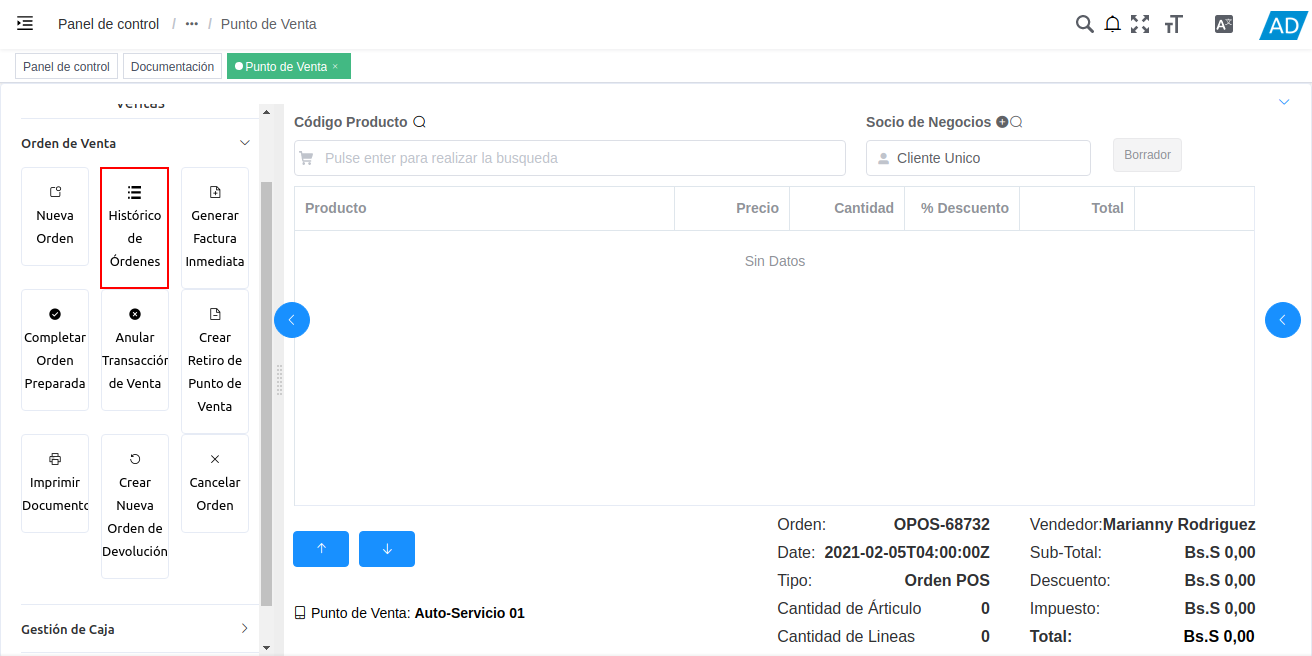 Panel de control / ••• / Punto de Venta
AD
Panel de control
Documentación
Punto de Venta ×
Ventas
Orden de Venta
Nueva
Orden
Histórico
de
Órdenes
Generar
Factura
Inmediata
Completar
Orden
Preparada
Anular
Transacción
de Venta
Crear
Retiro de
Punto de
Venta
Imprimir
Documento
Crear
Nueva
Orden de
Devolución
Cancelar
Orden
Gestión de Caja
Código Producto
Pulse enter para realizar la busqueda
Socio de Negocios
Cliente Unico
Borrador
Producto Precio Cantidad % Descuento Total
Sin Datos
Punto de Venta: Auto-Servicio 01
Orden: OPOS-68732
Date: 2021-02-05T04:00:00Z
Tipo: Orden POS
Cantidad de Árticulo 0
Cantidad de Lineas 0
Vendedor:Marianny Rodriguez
Sub-Total: Bs.S 0,00
Descuento: Bs.S 0,00
Impuesto: Bs.S 0,00
Total: Bs.S 0,00